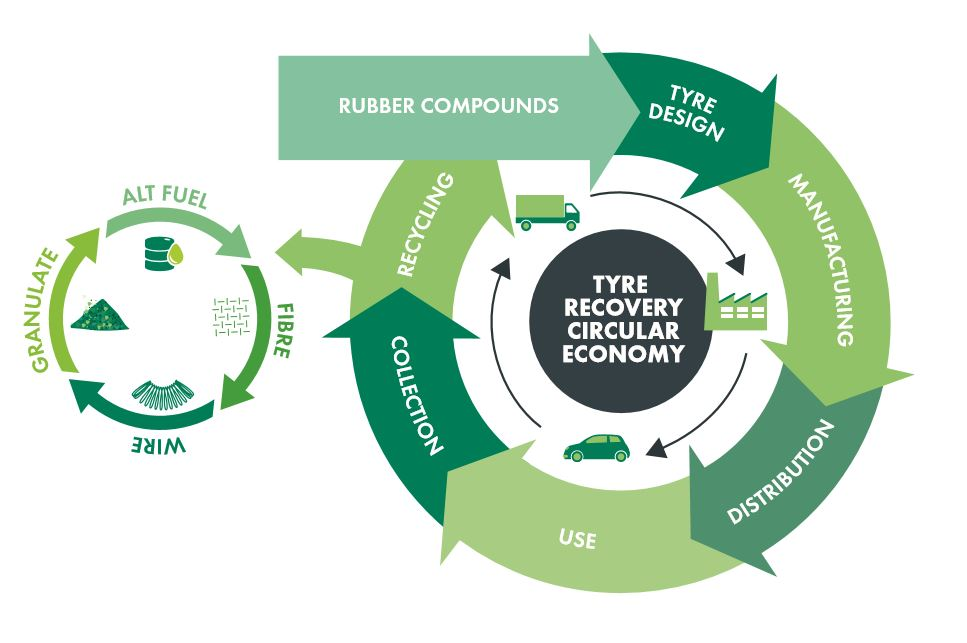 RUBBER COMPOUNDS
TYRE
DESIGN
MANUFACTURING
DISTRIBUTION
USE
COLLECTION
RECYCLING
TYRE
RECOVERY
CIRCULAR
ECONOMY
ALT FUEL
FIBRE
WIRE
GRANULATE